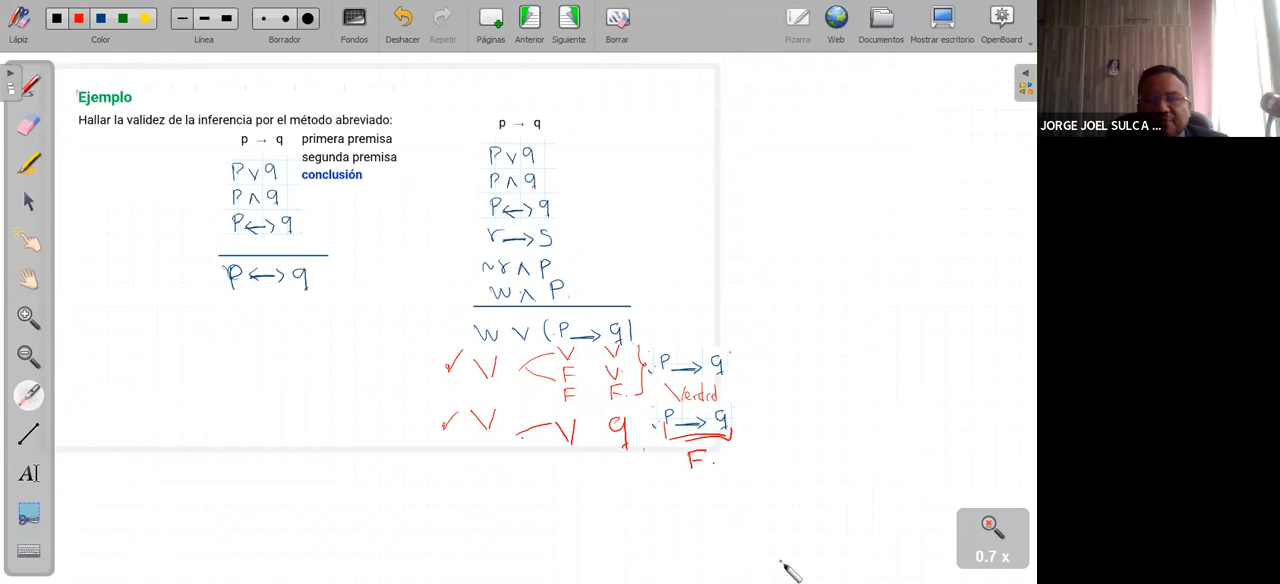 Lápiz Color Línea Borrador Fondos Deshacer Repetir Páginas Anterior Siguiente Borrar Pizarra Web Documentos Mostrar escritorio OpenBoard
JORGE JOEL SULCA ...
Ejemplo
Hallar la validez de la inferencia por el método abreviado:
p → q primera premisa
segunda premisa
P ∨ q
conclusión
P ∧ q
P ↔ q
P ↔ q
p → q
P ∨ q
P ∧ q
P ↔ q
r → s
~r ∧ P
w ∧ P.
w ∨ (P → q)
✓ V V V
F V
F F
P → q
Verdad
✓ V V q
P → q
F.
0.7 x